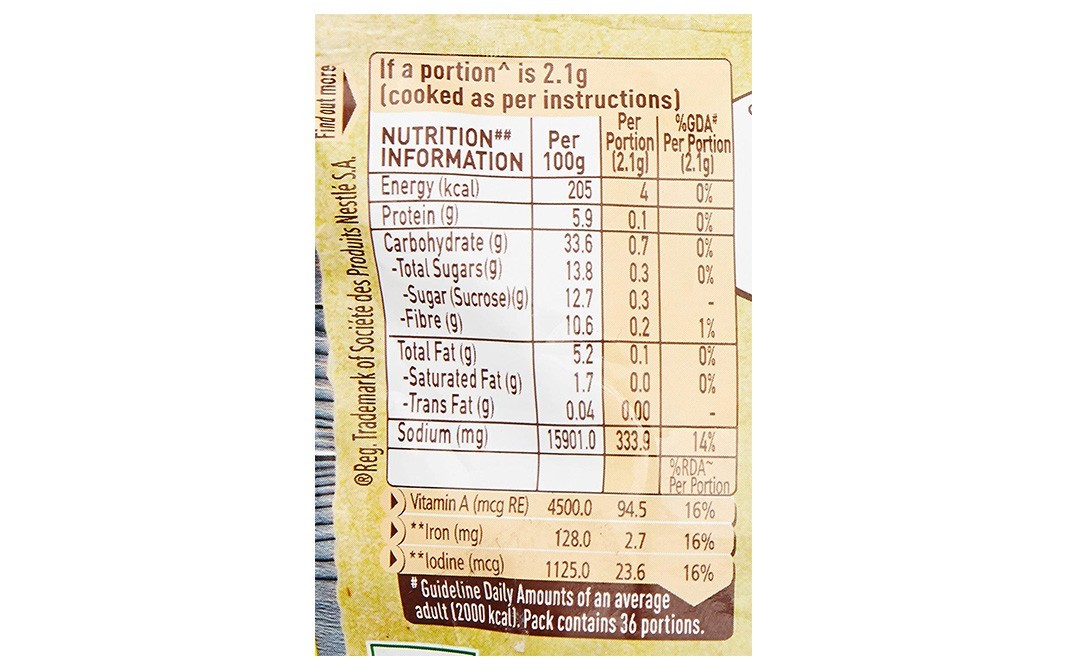 If a portion^ is 2.1g
(cooked as per instructions)
NUTRITION## INFORMATION Per 100g Per Portion (2.1g) %GDA# Per Portion (2.1g)
Energy (kcal) 205 4 0%
Protein (g) 5.9 0.1 0%
Carbohydrate (g) 33.6 0.7 0%
-Total Sugars(g) 13.8 0.3 0%
-Sugar (Sucrose)(g) 12.7 0.3 -
-Fibre (g) 10.6 0.2 1%
Total Fat (g) 5.2 0.1 0%
-Saturated Fat (g) 1.7 0.0 0%
-Trans Fat (g) 0.04 0.00 -
Sodium (mg) 15901.0 333.9 14%
%RDA~
Per Portion
Vitamin A (mcg RE) 4500.0 94.5 16%
**Iron (mg) 128.0 2.7 16%
**Iodine (mcg) 1125.0 23.6 16%
# Guideline Daily Amounts of an average
adult (2000 kcal). Pack contains 36 portions.
Find out more
®Reg. Trademark of Société des Produits Nestlé S.A.